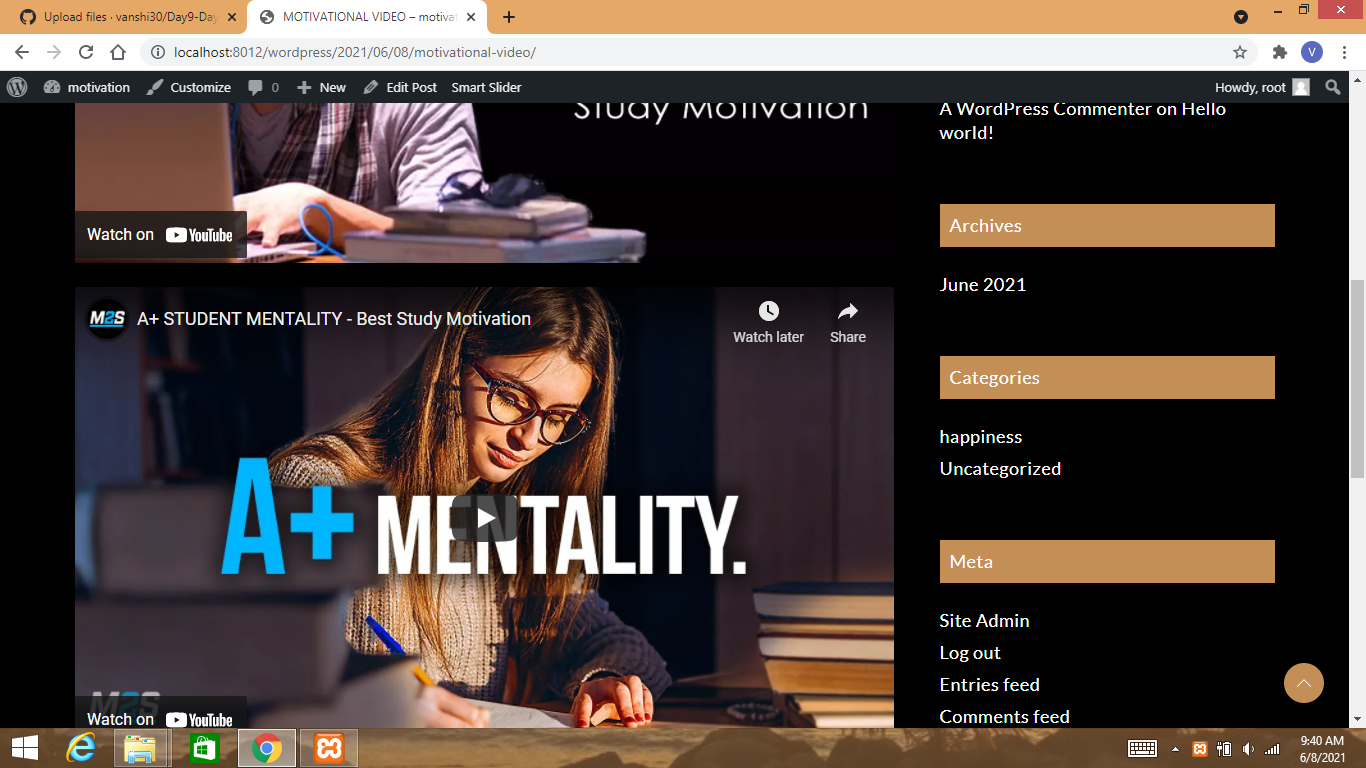 Upload files · vanshi30/Day9-Day
MOTIVATIONAL VIDEO – motivat
V
localhost:8012/wordpress/2021/06/08/motivational-video/
motivation
Customize
0
New
Edit Post
Smart Slider
Howdy, root
Study Motivation
Watch on YouTube
A WordPress Commenter on Hello
world!
Archives
June 2021
M2S
A+ STUDENT MENTALITY - Best Study Motivation
Watch later
Share
A+ MENTALITY.
M2S
Watch on YouTube
Categories
happiness
Uncategorized
Meta
Site Admin
Log out
Entries feed
Comments feed
9:40 AM
6/8/2021